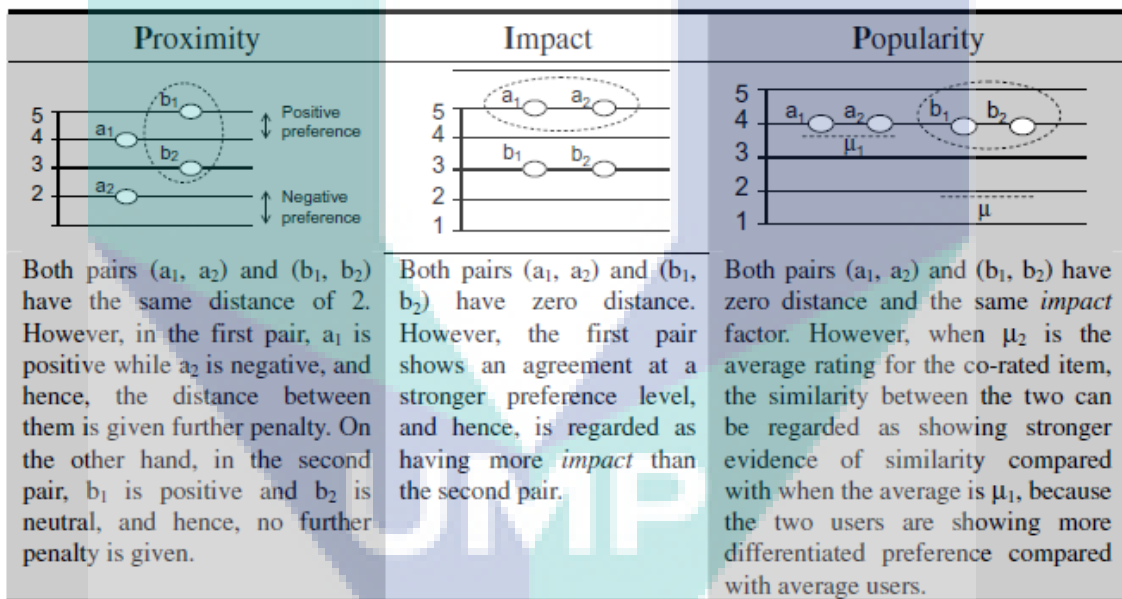 Proximity
5
4
3
2
a₁
a₂
b₁
b₂
Positive
preference
Negative
preference
Both pairs (a₁, a₂) and (b₁, b₂)
have the same distance of 2.
However, in the first pair, a₁ is
positive while a₂ is negative, and
hence, the distance between
them is given further penalty. On
the other hand, in the second
pair, b₁ is positive and b₂ is
neutral, and hence, no further
penalty is given.
Impact
5
4
3
2
1
a₁ a₂
b₁ b₂
Both pairs (a₁, a₂) and (b₁,
b₂) have zero distance.
However, the first pair
shows an agreement at a
stronger preference level,
and hence, is regarded as
having more impact than
the second pair.
Popularity
5
4
3
2
1
a₁ a₂ b₁ b₂
μ₁
μ
Both pairs (a₁, a₂) and (b₁, b₂) have
zero distance and the same impact
factor. However, when μ₂ is the
average rating for the co-rated item,
the similarity between the two can
be regarded as showing stronger
evidence of similarity compared
with when the average is μ₁, because
the two users are showing more
differentiated preference compared
with average users.
UMP